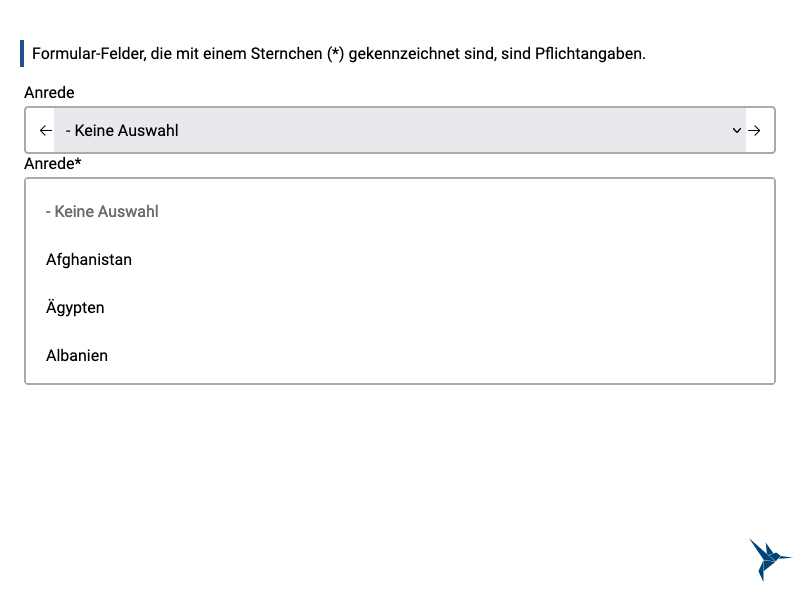 Formular-Felder, die mit einem Sternchen (*) gekennzeichnet sind, sind Pflichtangaben.
Anrede
- Keine Auswahl
Anrede*
- Keine Auswahl
Afghanistan
Ägypten
Albanien